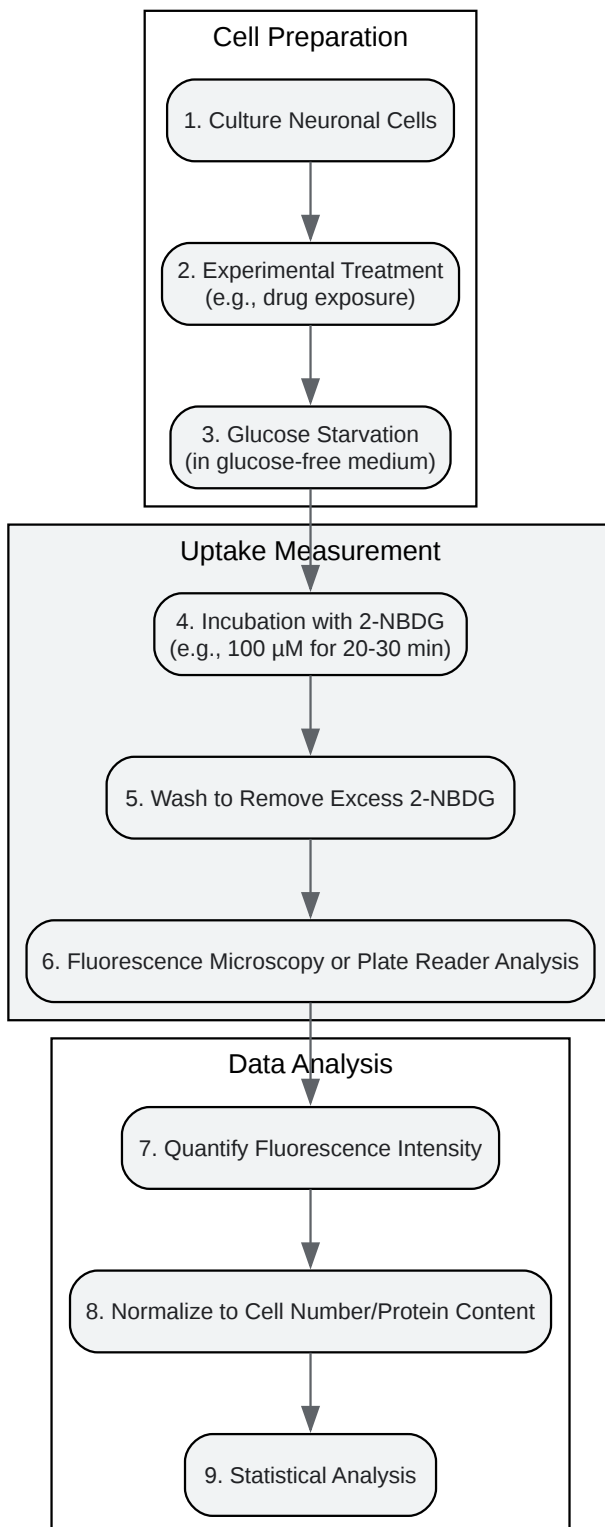 Cell Preparation
1. Culture Neuronal Cells
2. Experimental Treatment
(e.g., drug exposure)
3. Glucose Starvation
(in glucose-free medium)
Uptake Measurement
4. Incubation with 2-NBDG
(e.g., 100 µM for 20-30 min)
5. Wash to Remove Excess 2-NBDG
6. Fluorescence Microscopy or Plate Reader Analysis
Data Analysis
7. Quantify Fluorescence Intensity
8. Normalize to Cell Number/Protein Content
9. Statistical Analysis